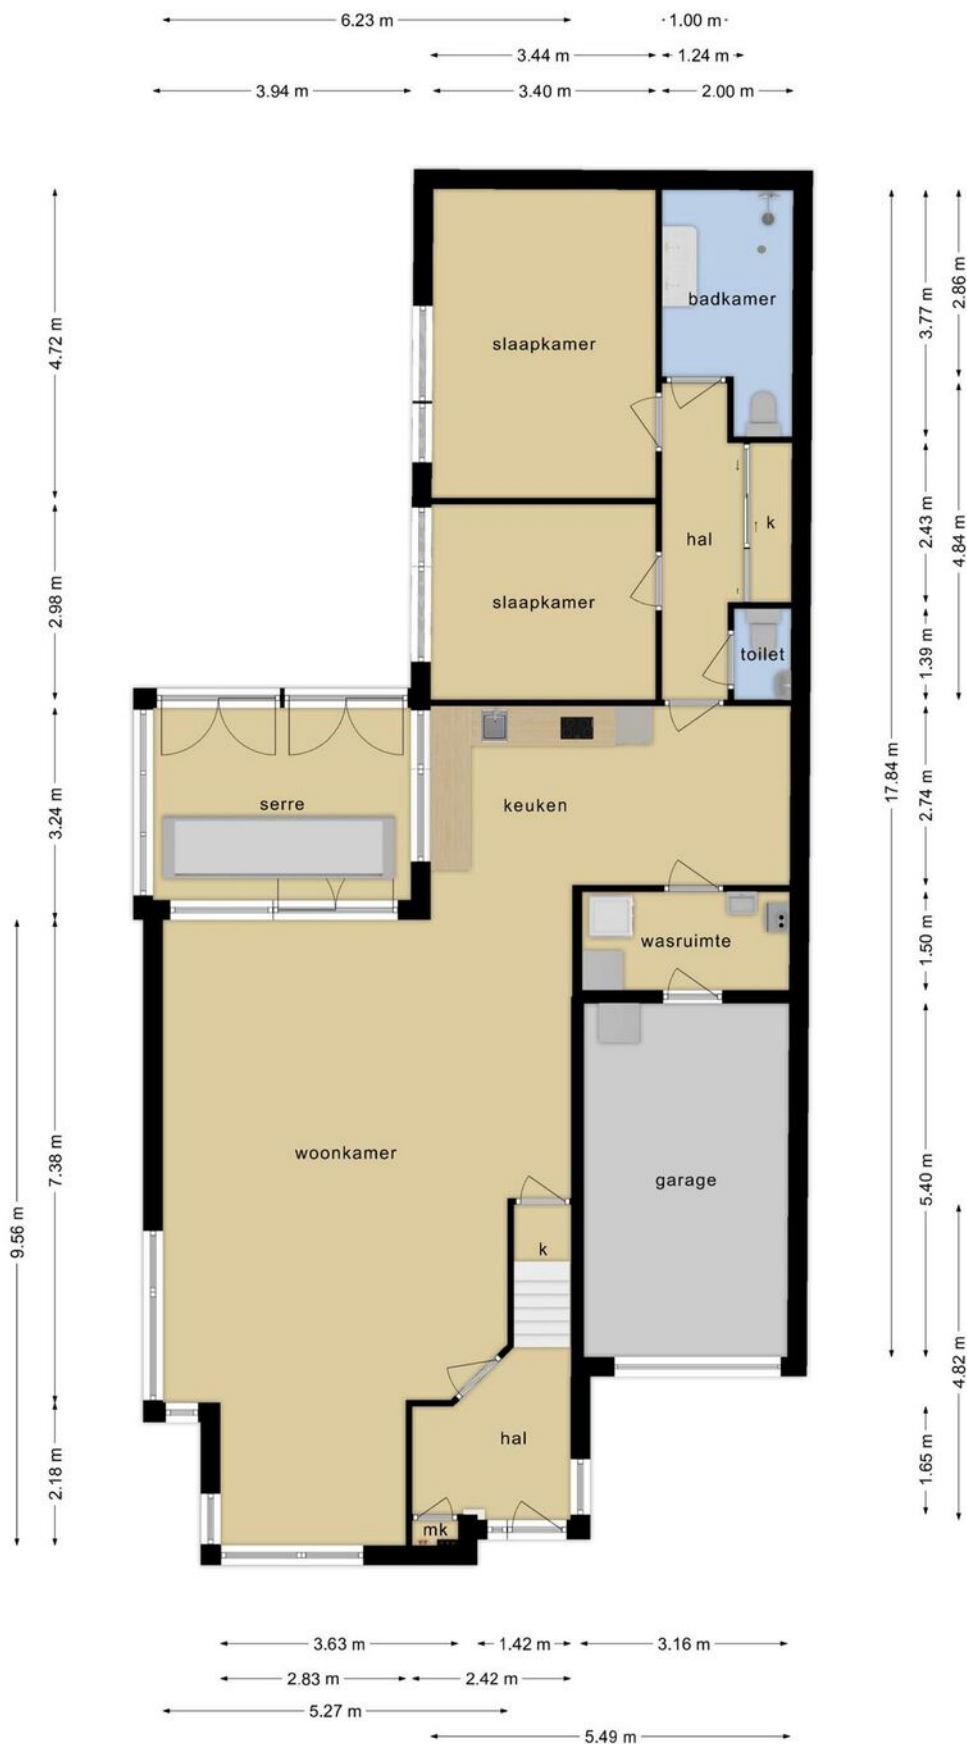 6.23 m
1.00 m
3.44 m
1.24 m
3.94 m
3.40 m
2.00 m
4.72 m
2.98 m
3.24 m
7.38 m
9.56 m
2.18 m
slaapkamer
badkamer
slaapkamer
hal
k
toilet
serre
keuken
wasruimte
woonkamer
garage
k
hal
mk
2.86 m
3.77 m
2.43 m
4.84 m
1.39 m
17.84 m
2.74 m
1.50 m
5.40 m
4.82 m
1.65 m
3.63 m
1.42 m
3.16 m
2.83 m
2.42 m
5.27 m
5.49 m